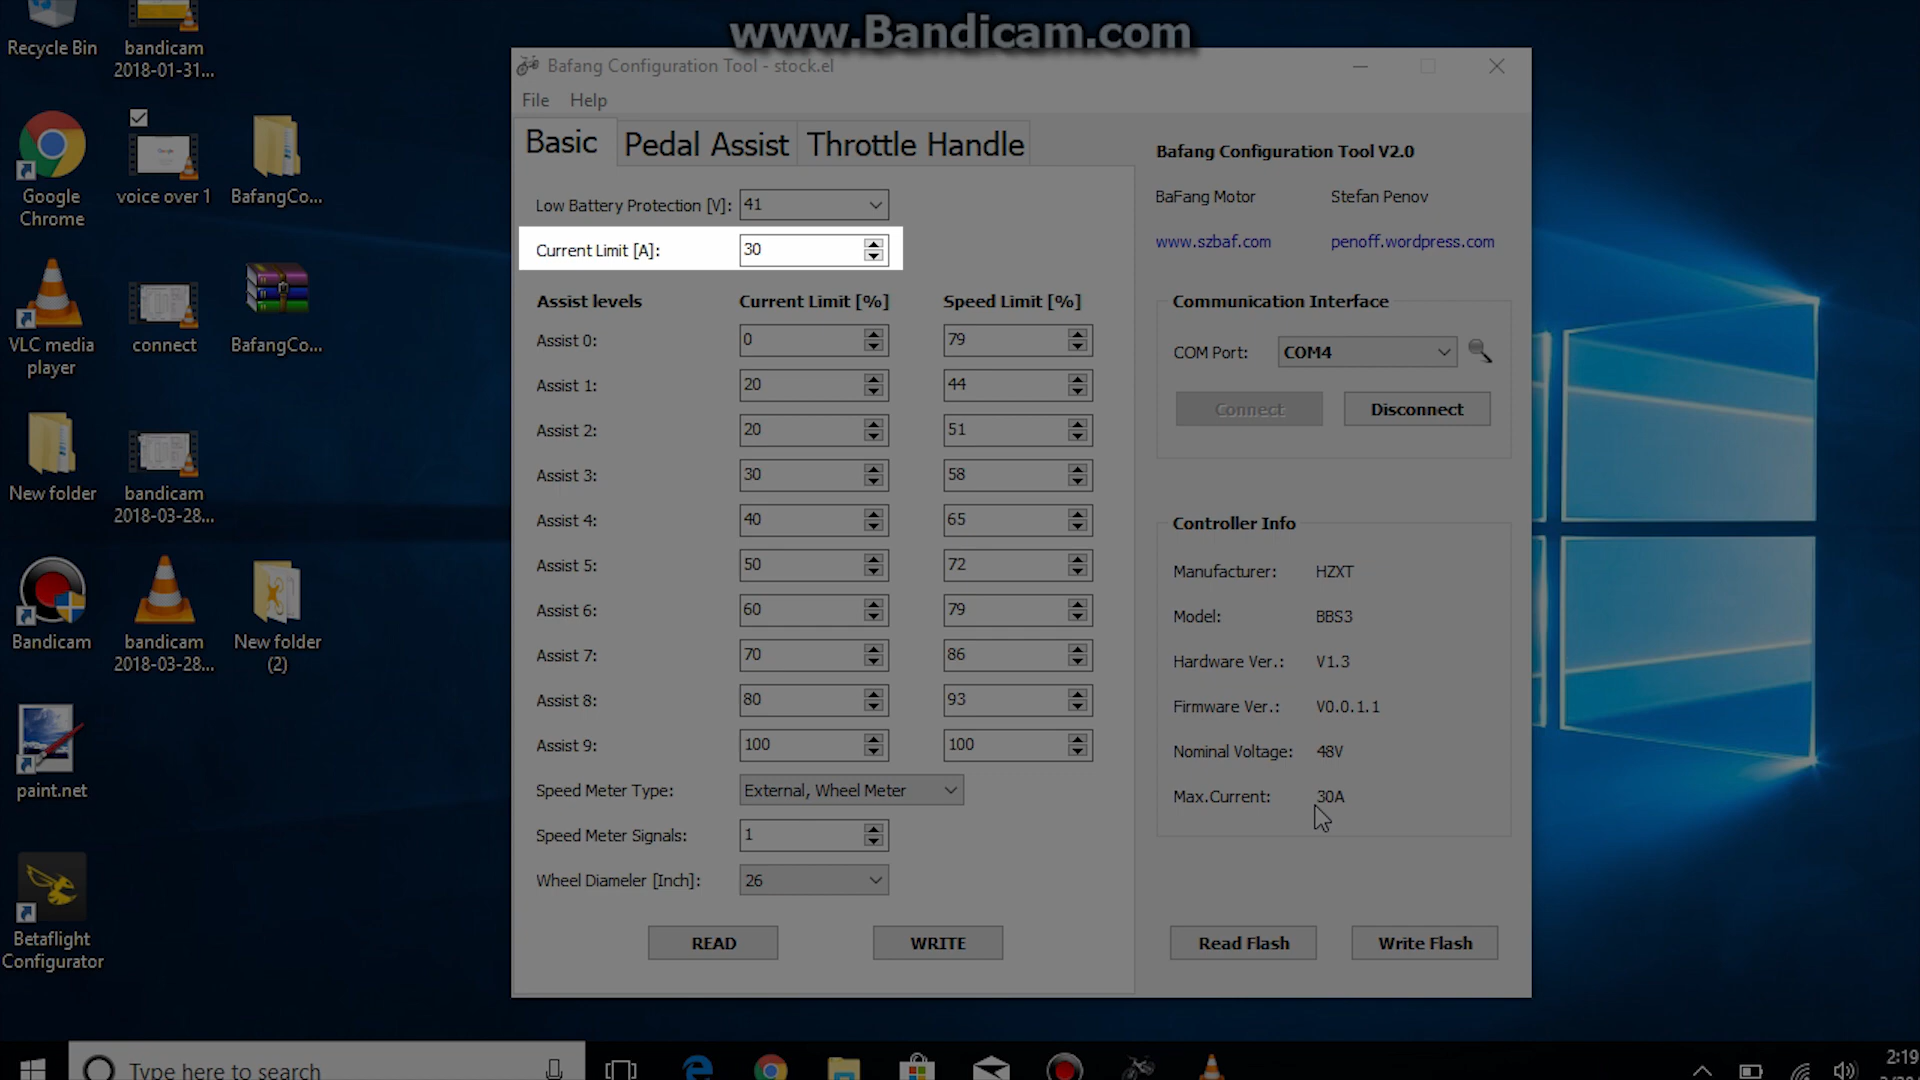 www.Bandicam.com
Recycle Bin
bandicam
2018-01-31...
Google
Chrome
voice over 1
BafangCo...
VLC media
player
connect
BafangCo...
New folder
bandicam
2018-03-28...
Bandicam
bandicam
2018-03-28...
New folder
(2)
paint.net
Betaflight
Configurator
Bafang Configuration Tool - stock.el
File Help
Basic Pedal Assist Throttle Handle
Low Battery Protection [V]: 41
Current Limit [A]: 30
Assist levels Current Limit [%] Speed Limit [%]
Assist 0: 0 79
Assist 1: 20 44
Assist 2: 20 51
Assist 3: 30 58
Assist 4: 40 65
Assist 5: 50 72
Assist 6: 60 79
Assist 7: 70 86
Assist 8: 80 93
Assist 9: 100 100
Speed Meter Type: External, Wheel Meter
Speed Meter Signals: 1
Wheel Diameler [Inch]: 26
READ WRITE
Bafang Configuration Tool V2.0
BaFang Motor Stefan Penov
www.szbaf.com penoff.wordpress.com
Communication Interface
COM Port: COM4
Connect Disconnect
Controller Info
Manufacturer: HZXT
Model: BBS3
Hardware Ver.: V1.3
Firmware Ver.: V0.0.1.1
Nominal Voltage: 48V
Max.Current: 30A
Read Flash Write Flash
Type here to search
2:19